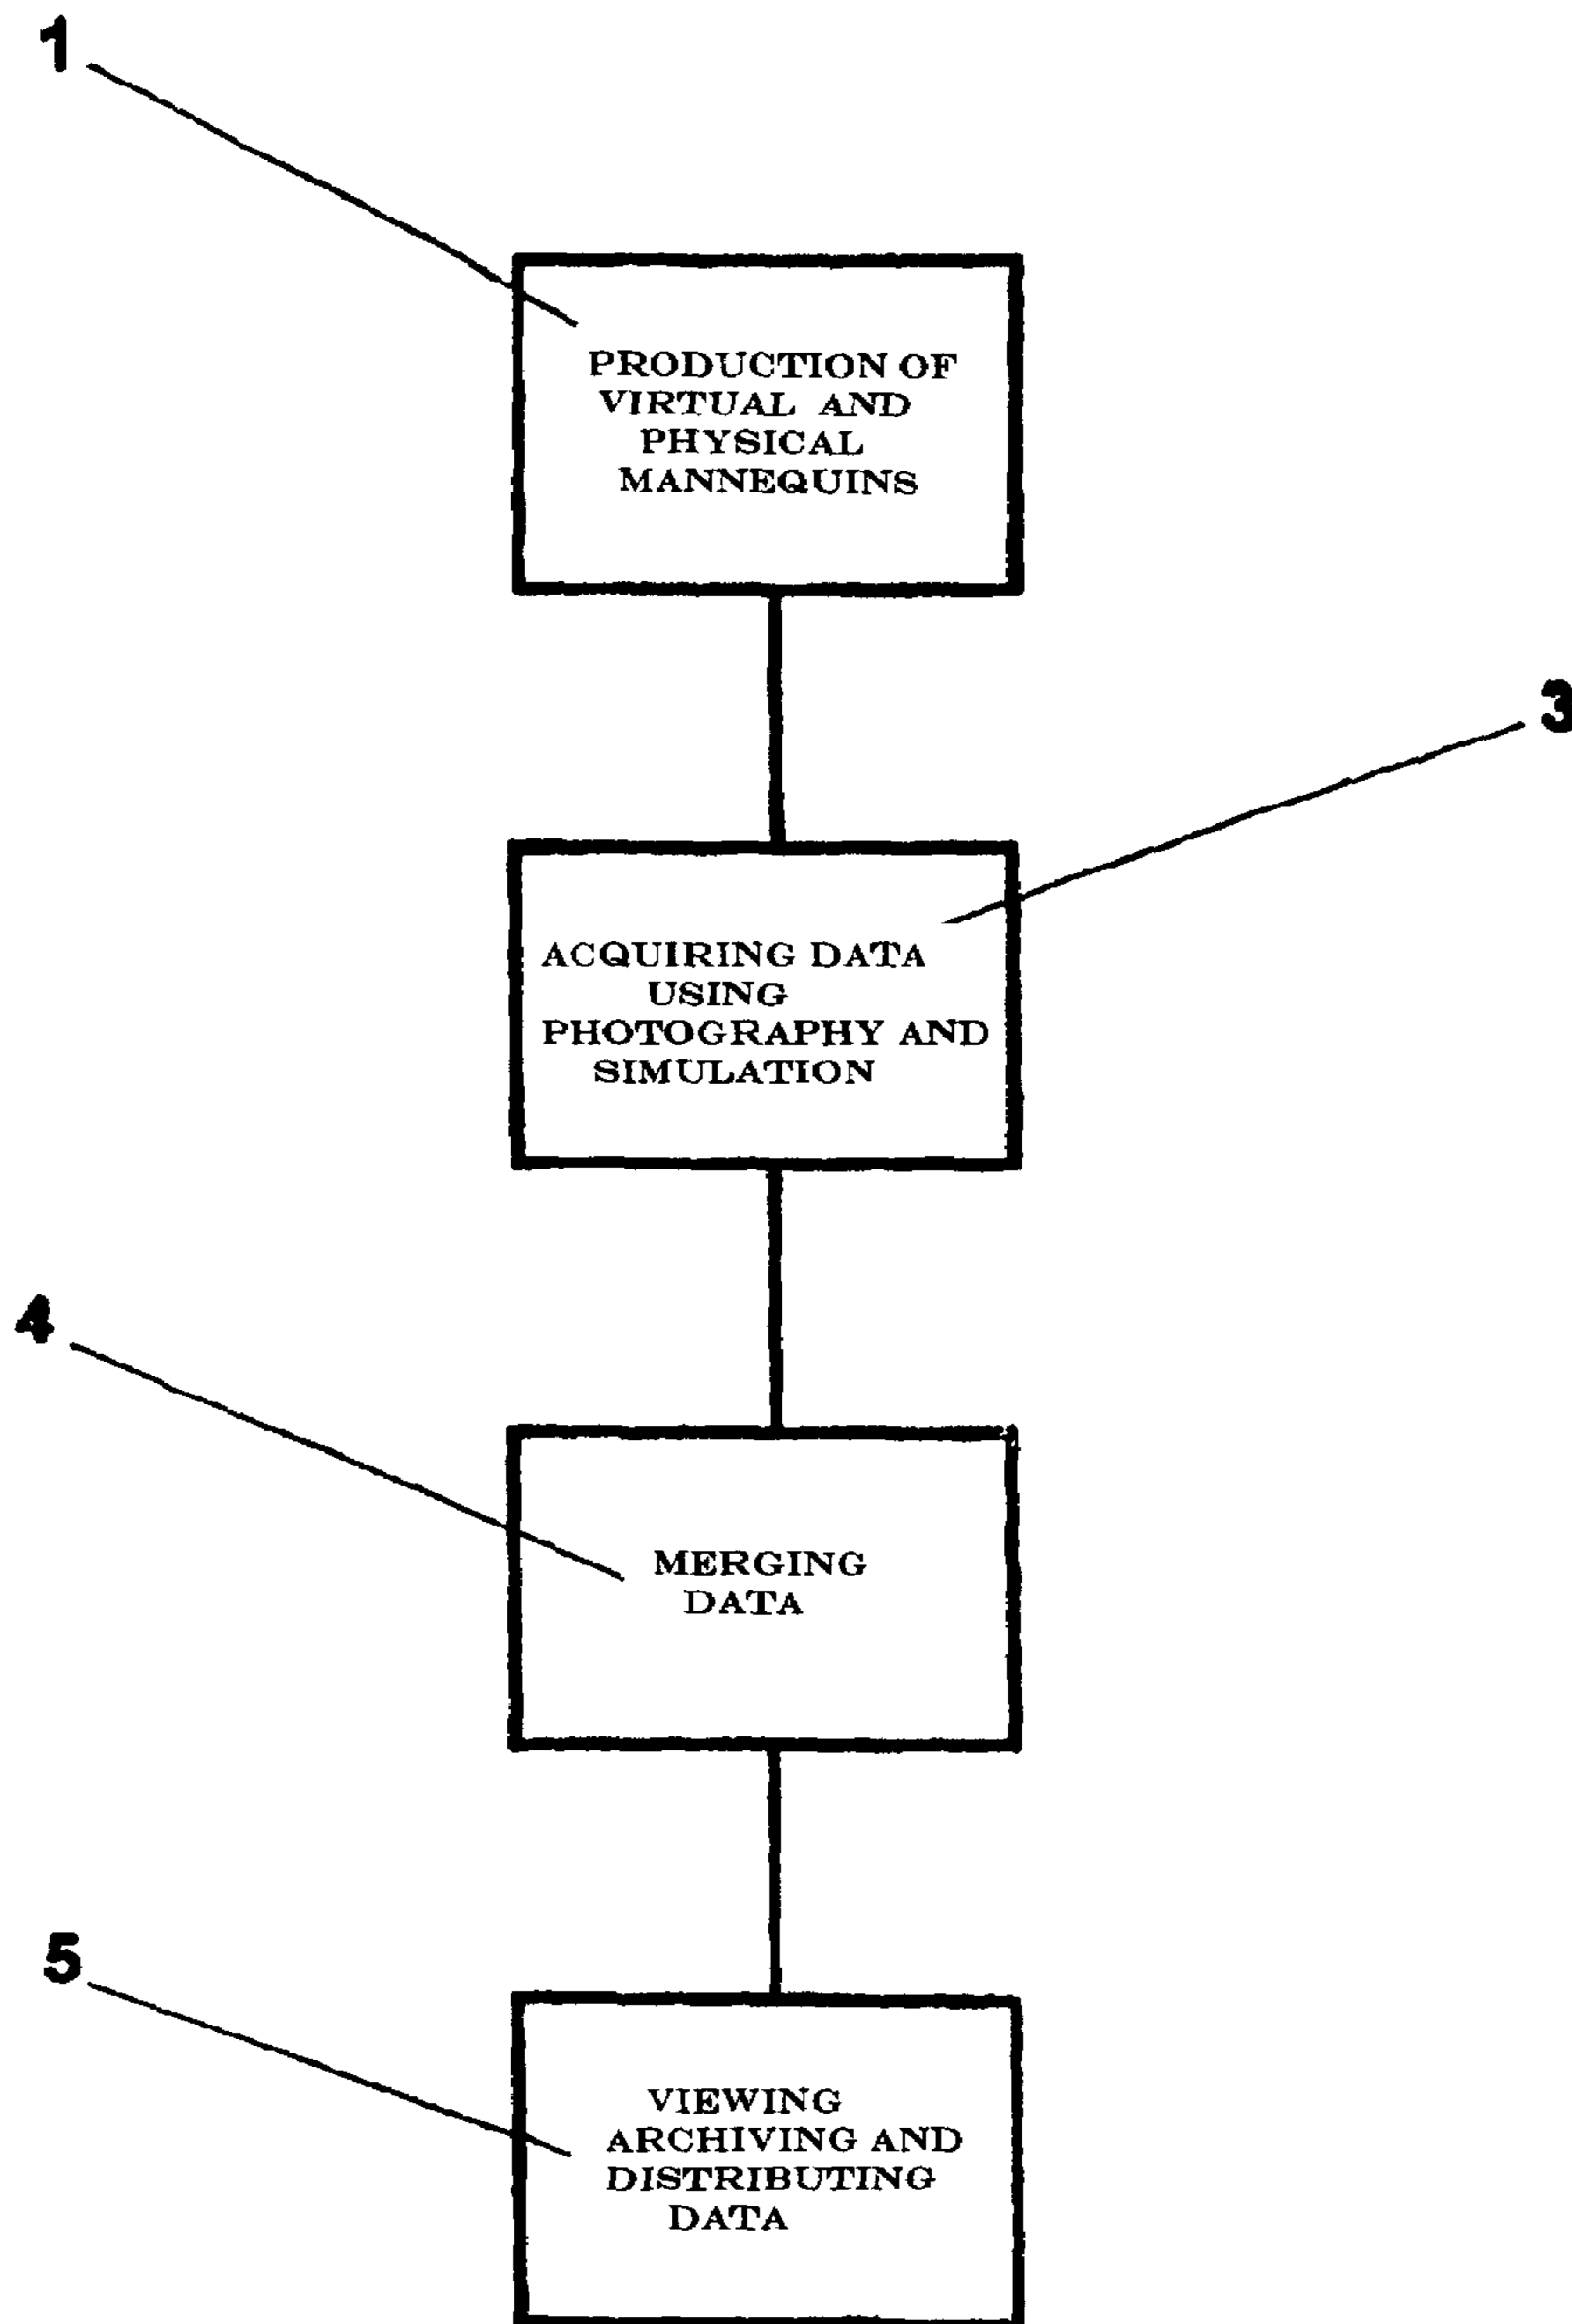 1
PRODUCTION OF
VIRTUAL AND
PHYSICAL
MANNEQUINS
3
ACQUIRING DATA
USING
PHOTOGRAPHY AND
SIMULATION
4
MERGING
DATA
5
VIEWING
ARCHIVING AND
DISTRIBUTING
DATA